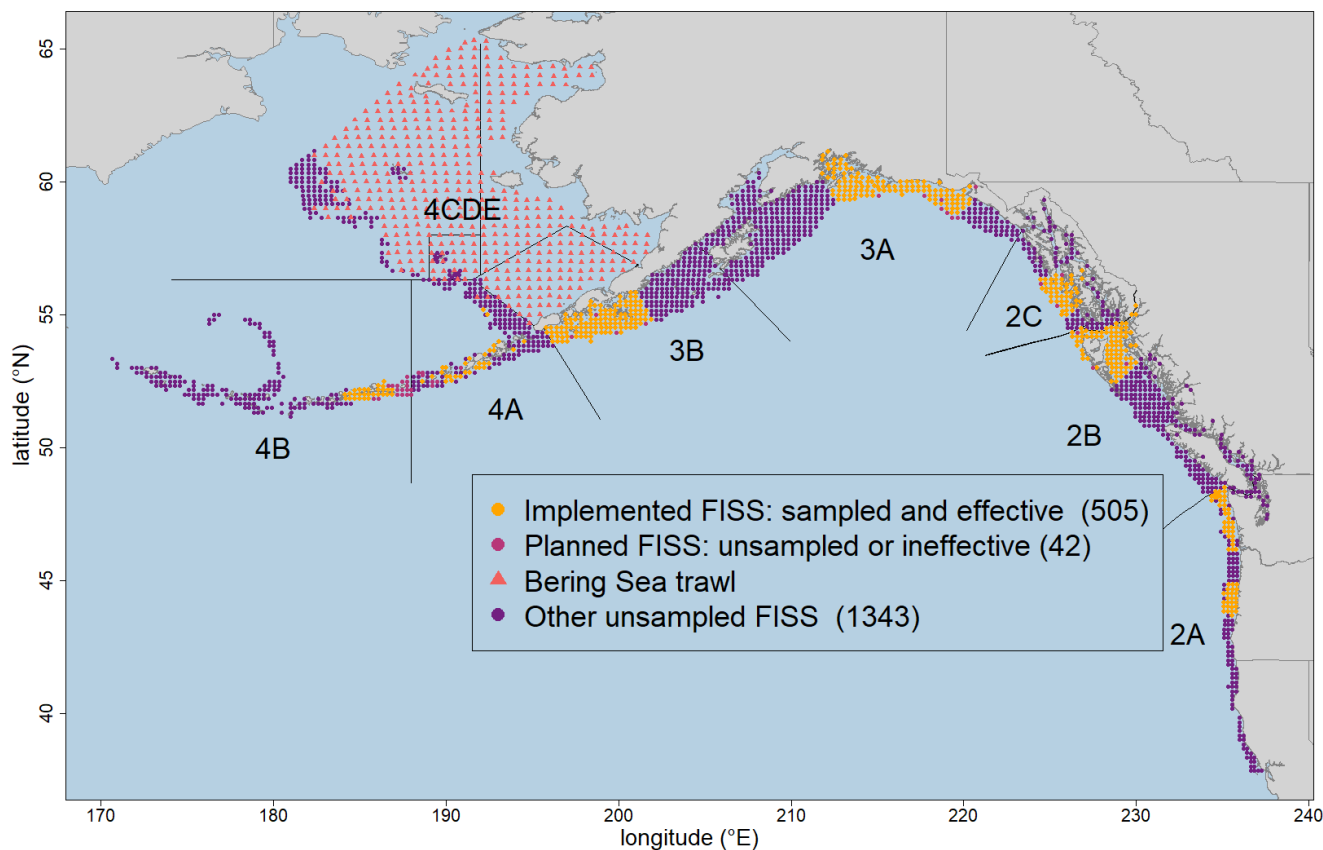 65
60
55
50
45
40
latitude (°N)
4CDE
3A
2C
3B
4A
4B
2B
2A
Implemented FISS: sampled and effective (505)
Planned FISS: unsampled or ineffective (42)
Bering Sea trawl
Other unsampled FISS (1343)
170 180 190 200 210 220 230 240
longitude (°E)